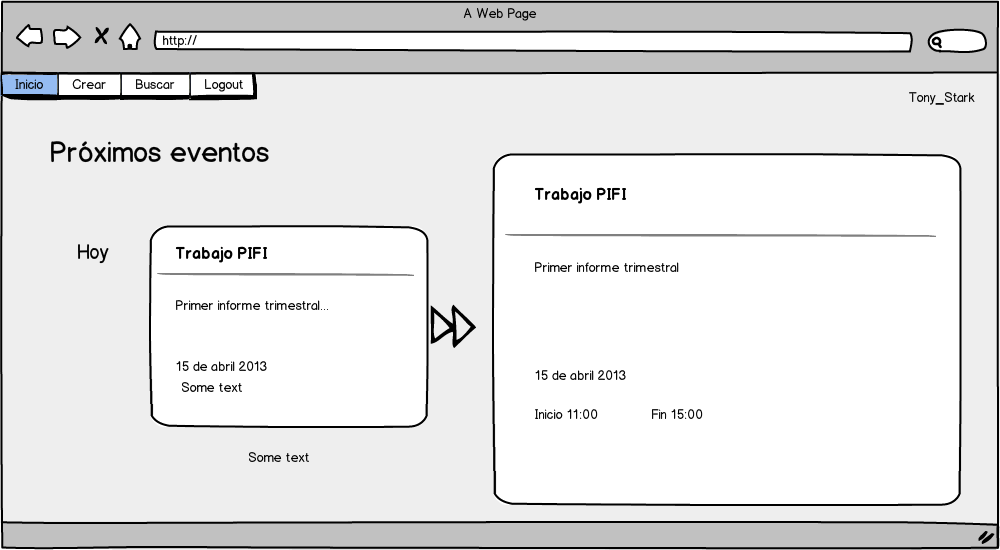 A Web Page
http://
Inicio Crear Buscar Logout
Tony_Stark
Próximos eventos
Hoy
Trabajo PIFI
Primer informe trimestral...
15 de abril 2013
Some text
Some text
Trabajo PIFI
Primer informe trimestral
15 de abril 2013
Inicio 11:00 Fin 15:00